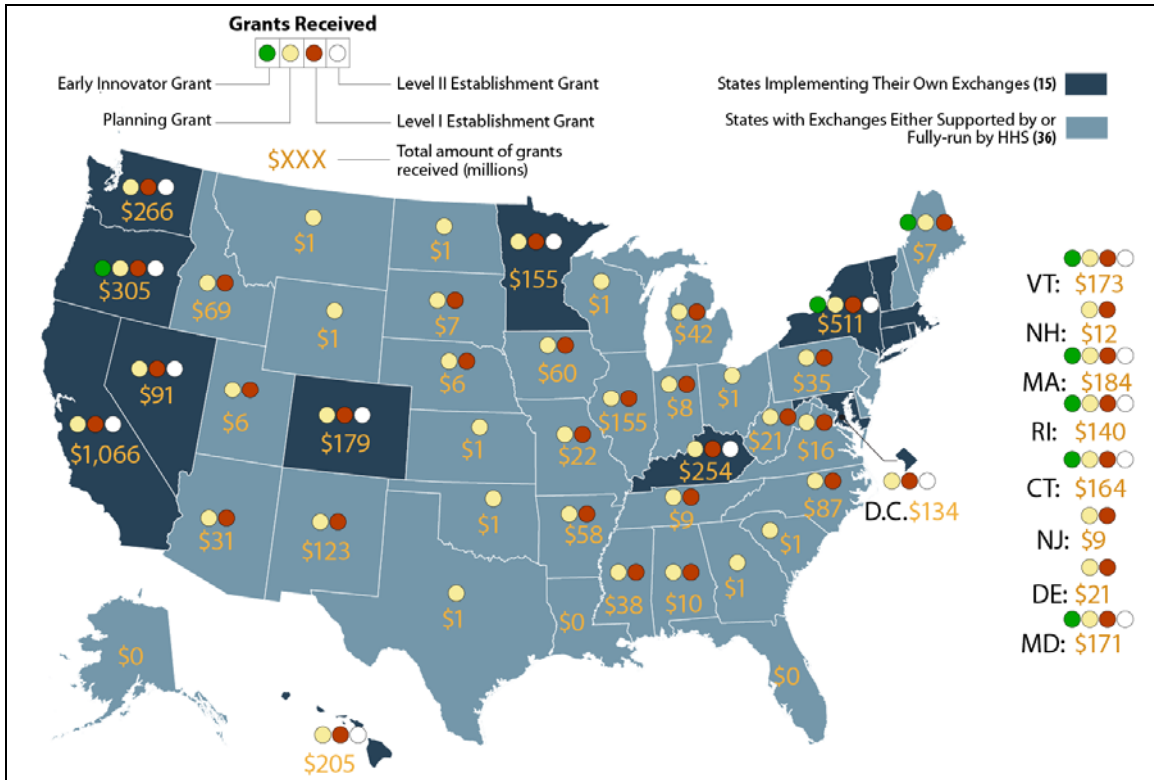 Grants Received
Early Innovator Grant
Level II Establishment Grant
Planning Grant
Level I Establishment Grant
$XXX
Total amount of grants
received (millions)
States Implementing Their Own Exchanges (15)
States with Exchanges Either Supported by or
Fully-run by HHS (36)
$266
$1
$1
$155
$1
$7
$305
$69
$7
$42
$511
$1
$6
$60
$35
$91
$6
$179
$155
$8
$1
$21
$16
$1,066
$1
$22
$254
$87
D.C. $134
$31
$123
$1
$58
$9
$1
$38
$10
$1
$1
$0
$0
$0
$205
VT: $173
NH: $12
MA: $184
RI: $140
CT: $164
NJ: $9
DE: $21
MD: $171